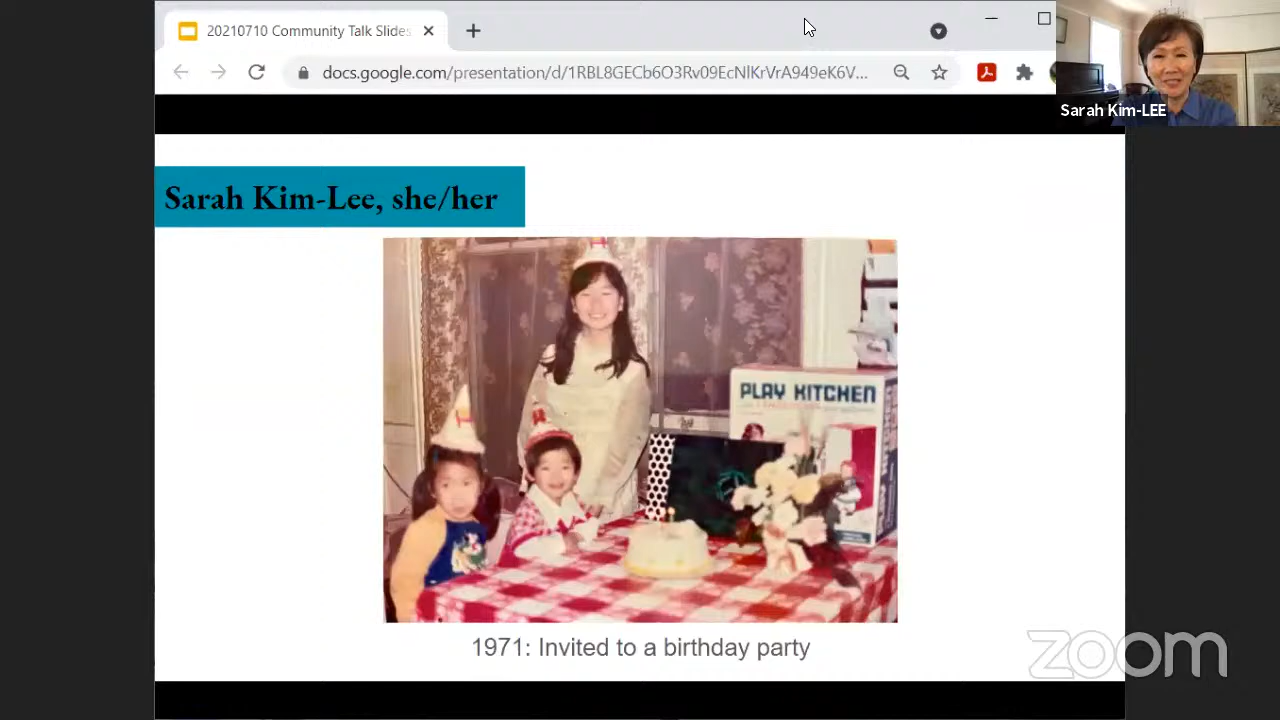 20210710 Community Talk Slides
docs.google.com/presentation/d/1RBL8GECb6O3Rv09EcNlKrVrA949eK6V...
Sarah Kim-LEE
Sarah Kim-Lee, she/her
PLAY KITCHEN
1971: Invited to a birthday party
zoom